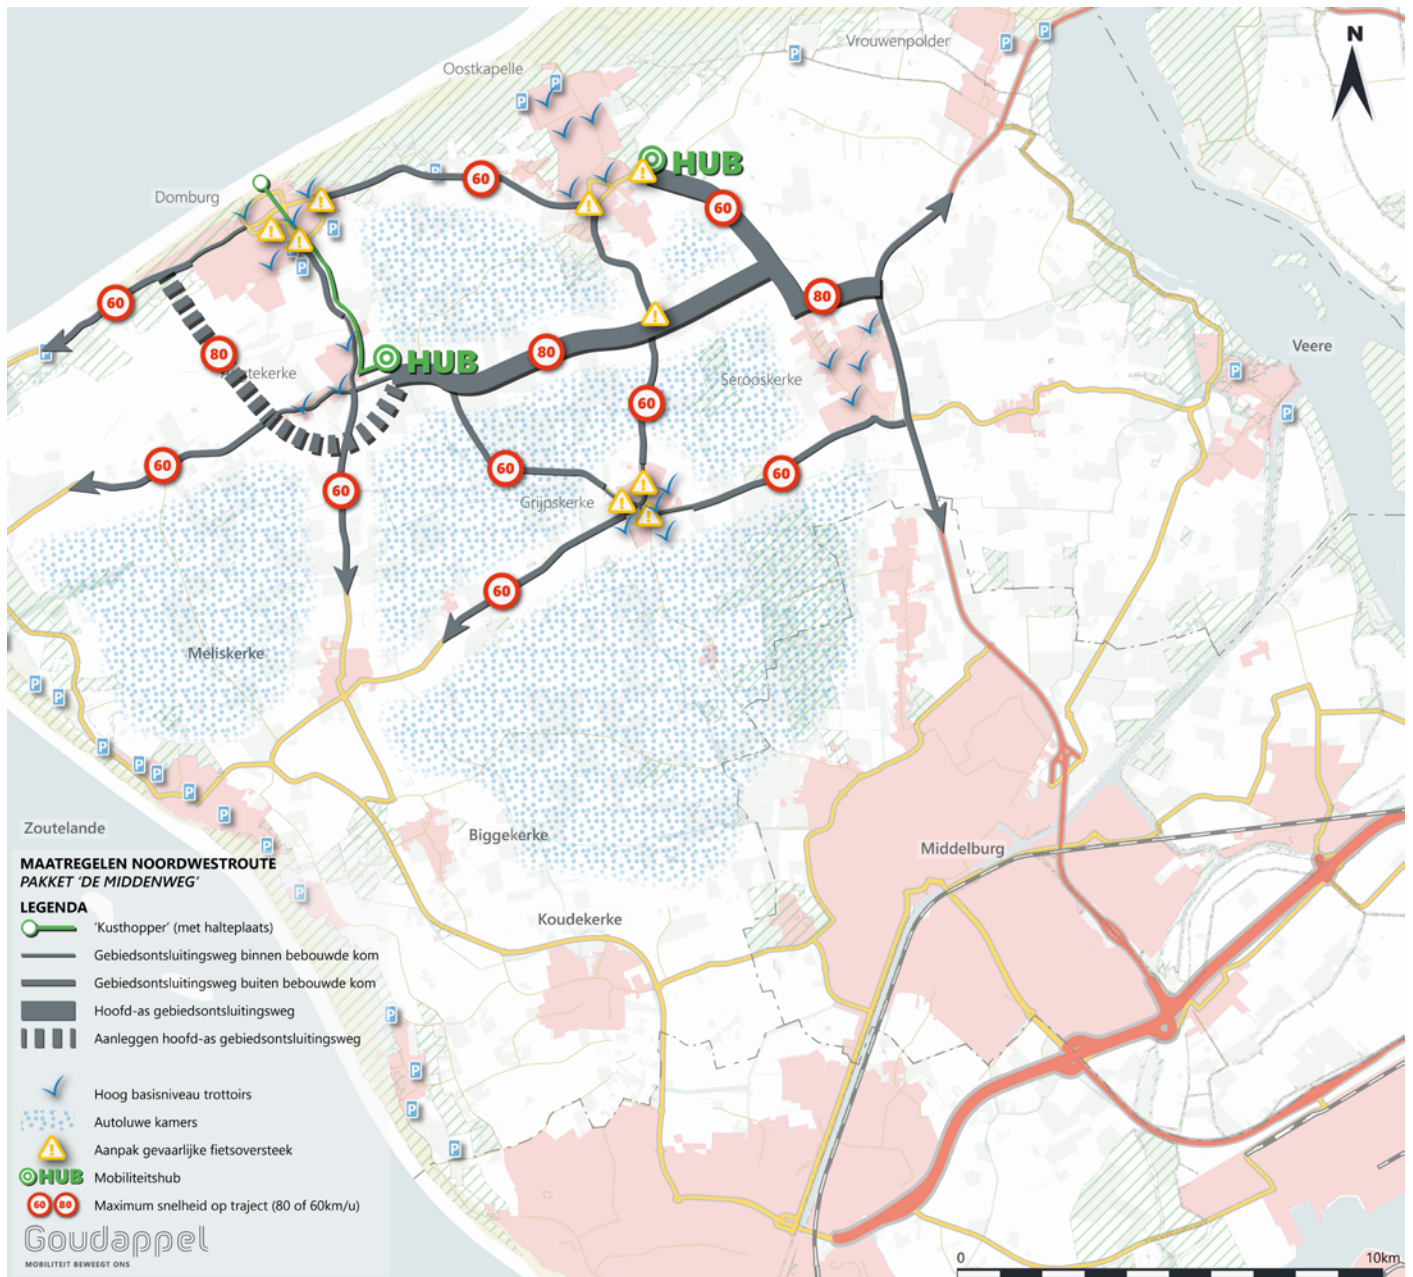 Vrouwenpolder
N
Oostkapelle
P
P
P
P
P
HUB
P
60
60
Domburg
P
P
60
80
80
P
HUB
80
tekerke
Serooskerke
Veere
P
P
60
60
60
60
60
Grijpskerke
60
Meliskerke
P
P
P
P
P
P
P
P
Zoutelande
Biggekerke
Middelburg
P
Koudekerke
P
P
P
P
MAATREGELEN NOORDWESTROUTE
PAKKET ‘DE MIDDENWEG’
LEGENDA
‘Kusthopper’ (met halteplaats)
Gebiedsontsluitingsweg binnen bebouwde kom
Gebiedsontsluitingsweg buiten bebouwde kom
Hoofd-as gebiedsontsluitingsweg
Aanleggen hoofd-as gebiedsontsluitingsweg
Hoog basisniveau trottoirs
Autoluwe kamers
Aanpak gevaarlijke fietsoversteek
HUB Mobiliteitshub
60 80 Maximum snelheid op traject (80 of 60km/u)
Goudappel
MOBILITEIT BEWEEGT ONS
0 10km